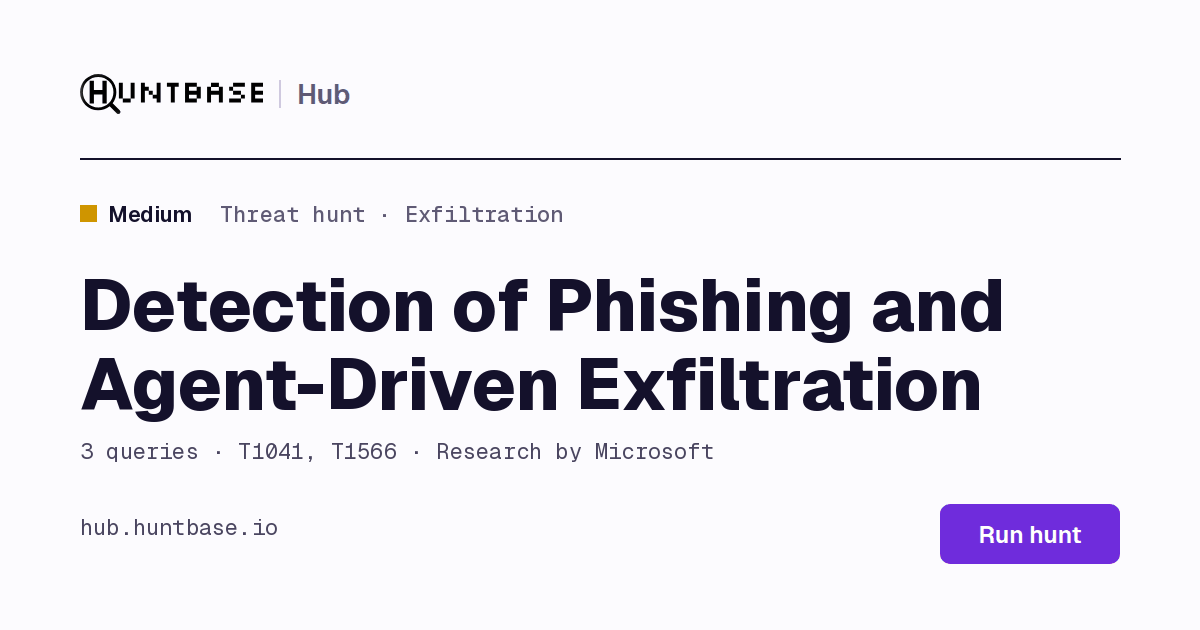 HUNTBASE | Hub
Medium Threat hunt · Exfiltration
Detection of Phishing and
Agent-Driven Exfiltration
3 queries · T1041, T1566 · Research by Microsoft
hub.huntbase.io
Run hunt